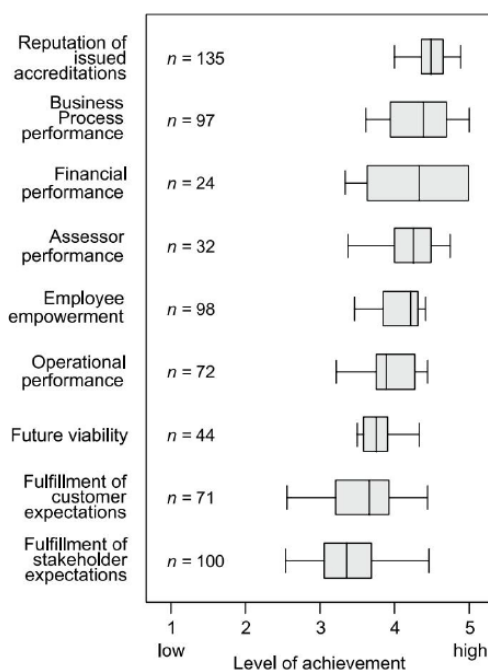 Reputation of
issued
accreditations
n = 135
Business
Process
performance
n = 97
Financial
performance
n = 24
Assessor
performance
n = 32
Employee
empowerment
n = 98
Operational
performance
n = 72
Future viability
n = 44
Fulfillment of
customer
expectations
n = 71
Fulfillment of
stakeholder
expectations
n = 100
1 2 3 4 5
low high
Level of achievement